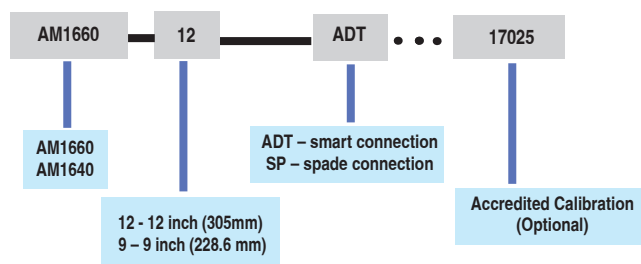 AM1660 12 ADT 17025
AM1660
AM1640
12 - 12 inch (305mm)
9 – 9 inch (228.6 mm)
ADT – smart connection
SP – spade connection
Accredited Calibration
(Optional)